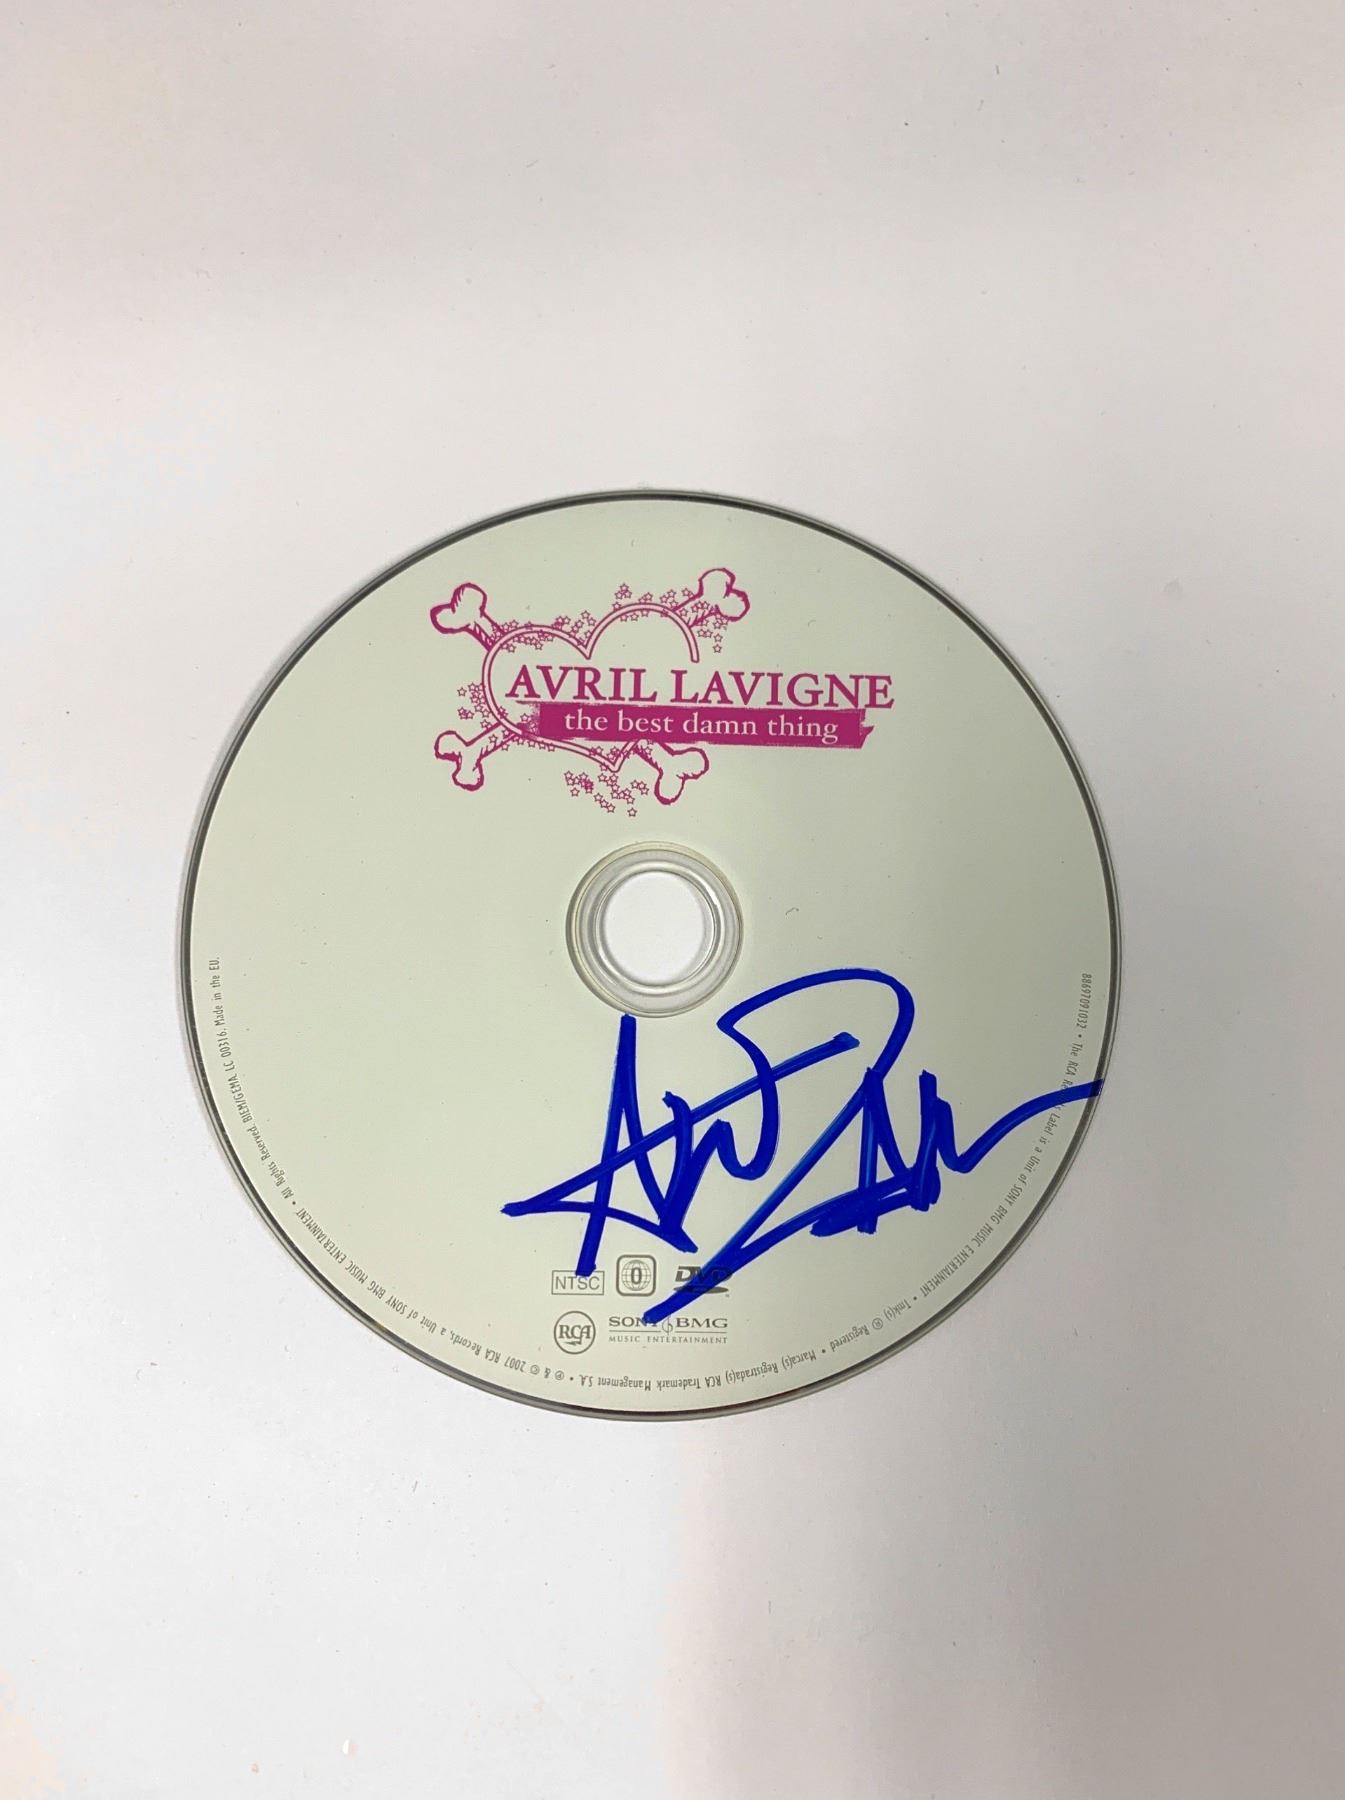 AVRIL LAVIGNE
the best damn thing
NTSC
0
DVD
RCA
SONY BMG
MUSIC ENTERTAINMENT
88697091032 • The RCA Records Label is a Unit of SONY BMG MUSIC ENTERTAINMENT • Tmk(s) ® Registered • Marca(s) Registrada(s) RCA Trademark Management S.A. • ℗ & © 2007 RCA Records, a Unit of SONY BMG MUSIC ENTERTAINMENT • All Rights Reserved. BIEM/GEMA. LC 00316. Made in the EU.